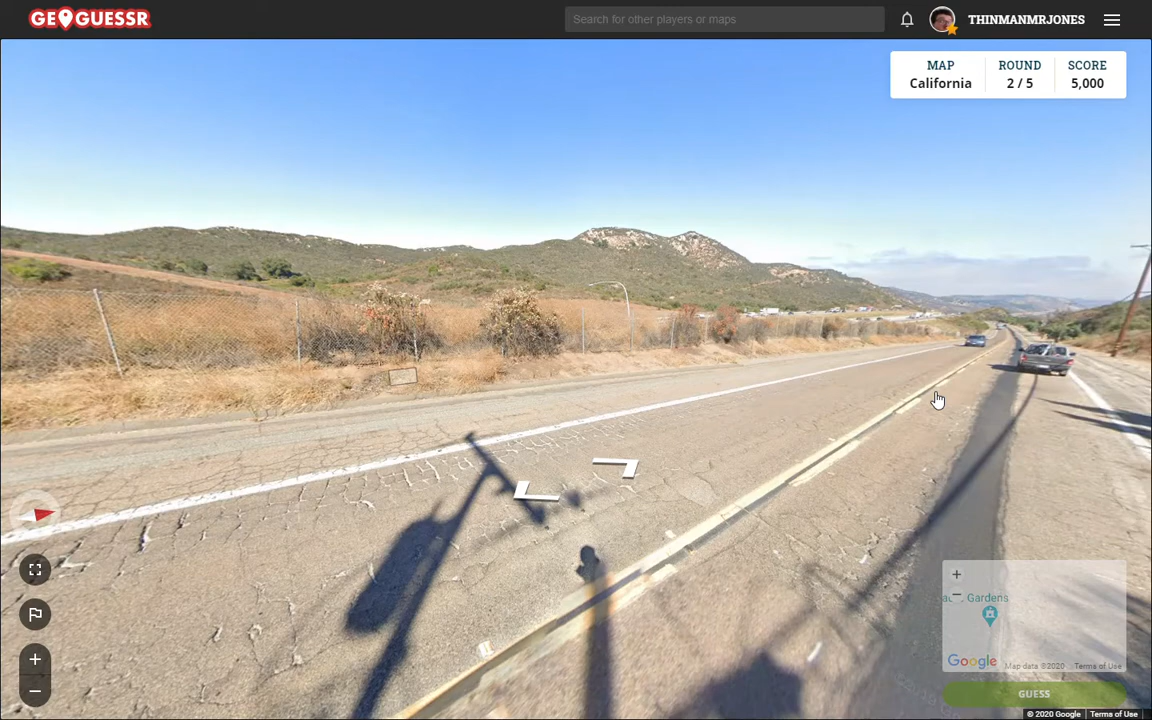 GEOGUESSR
Search for other players or maps
THINMANMRJONES
MAP
California
ROUND
2 / 5
SCORE
5,000
Gardens
Google
Map data ©2020
Terms of Use
GUESS
© 2020 Google
Terms of Use